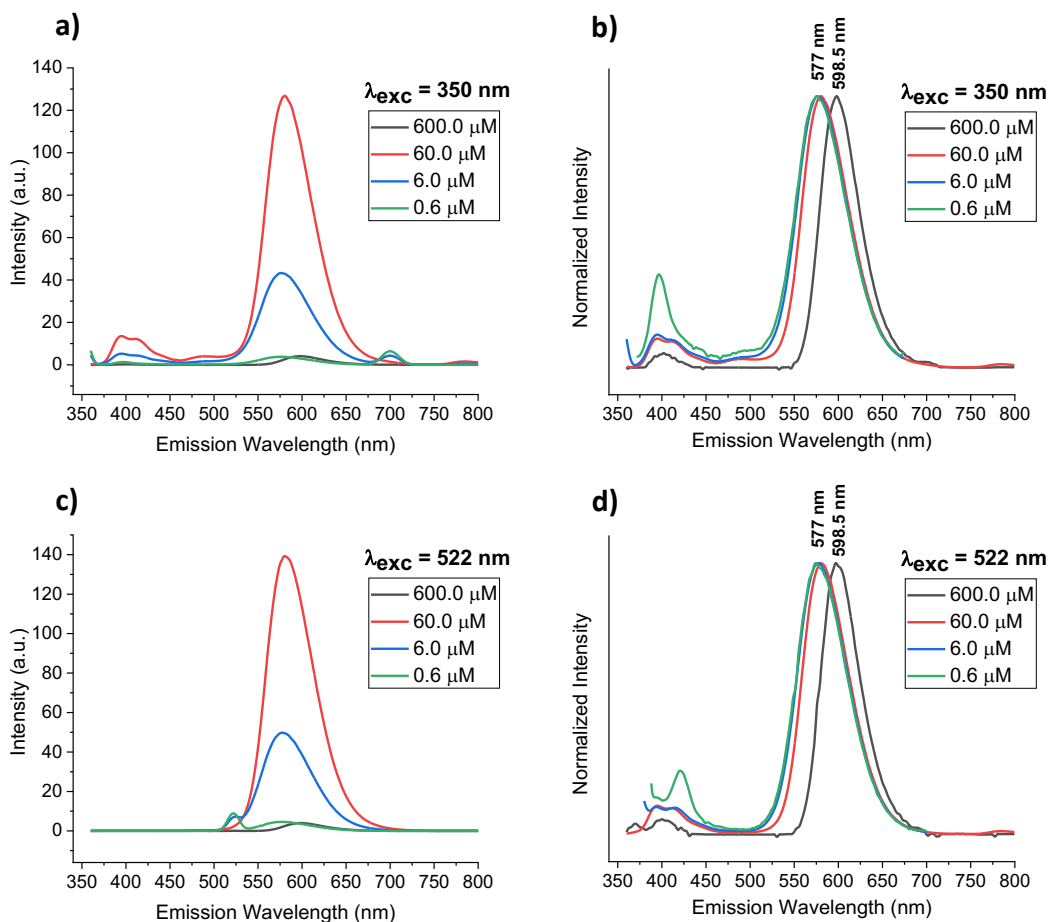 a)
λexc = 350 nm
600.0 μM
60.0 μM
6.0 μM
0.6 μM
Intensity (a.u.)
140
120
100
80
60
40
20
0
350 400 450 500 550 600 650 700 750 800
Emission Wavelength (nm)
b)
577 nm
598.5 nm
λexc = 350 nm
600.0 μM
60.0 μM
6.0 μM
0.6 μM
Normalized Intensity
350 400 450 500 550 600 650 700 750 800
Emission Wavelength (nm)
c)
λexc = 522 nm
600.0 μM
60.0 μM
6.0 μM
0.6 μM
Intensity (a.u.)
140
120
100
80
60
40
20
0
350 400 450 500 550 600 650 700 750 800
Emission Wavelength (nm)
d)
577 nm
598.5 nm
λexc = 522 nm
600.0 μM
60.0 μM
6.0 μM
0.6 μM
Normalized Intensity
350 400 450 500 550 600 650 700 750 800
Emission Wavelength (nm)